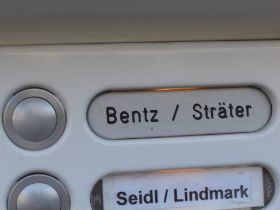 Bentz / Sträter
Seidl / Lindmark